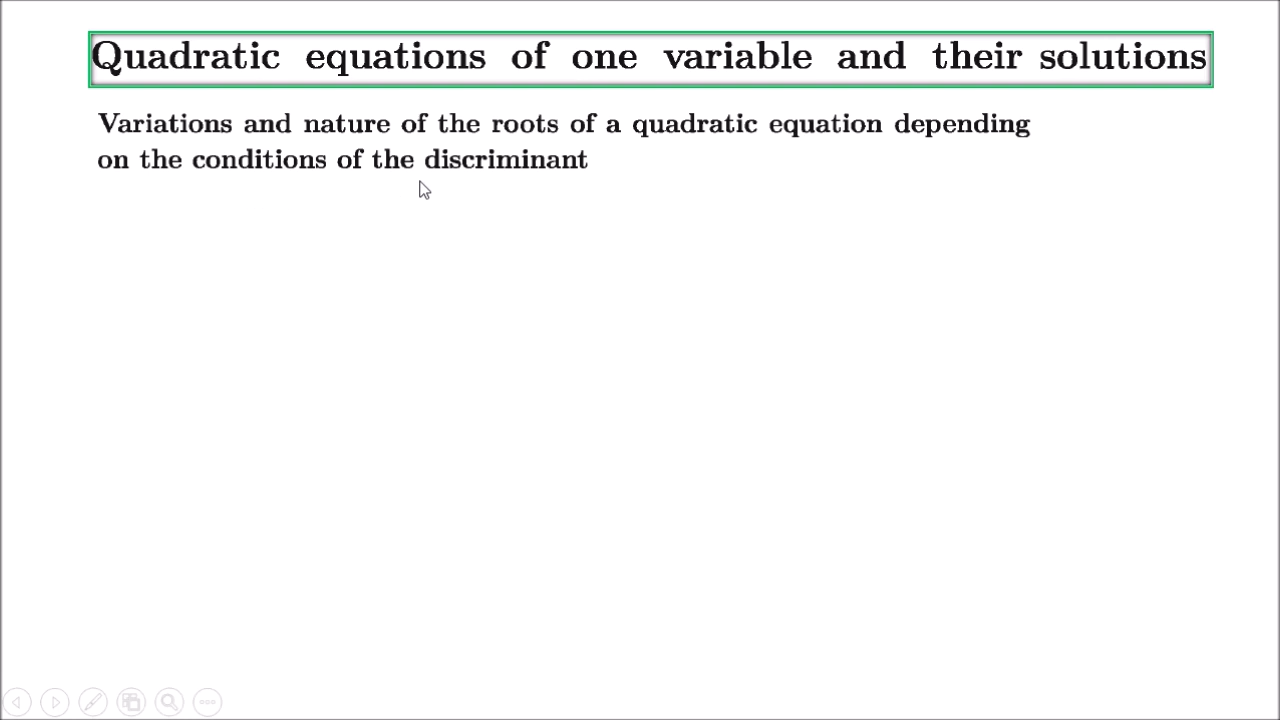 Quadratic equations of one variable and their solutions
Variations and nature of the roots of a quadratic equation depending
on the conditions of the discriminant